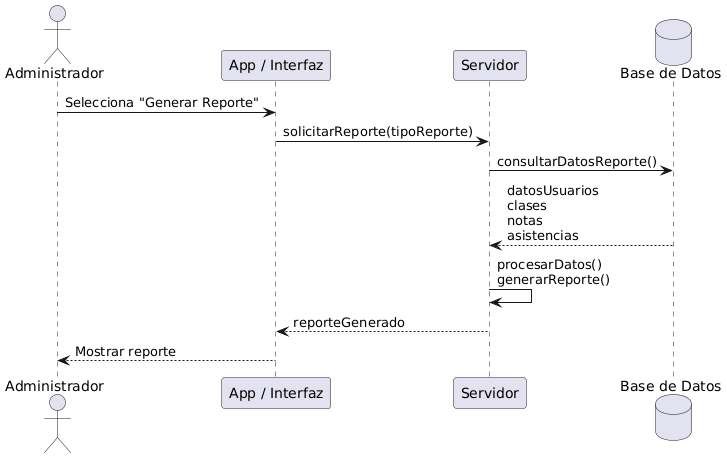 Administrador
App / Interfaz
Servidor
Base de Datos
Selecciona "Generar Reporte"
solicitarReporte(tipoReporte)
consultarDatosReporte()
datosUsuarios
clases
notas
asistencias
procesarDatos()
generarReporte()
reporteGenerado
Mostrar reporte
Administrador
App / Interfaz
Servidor
Base de Datos